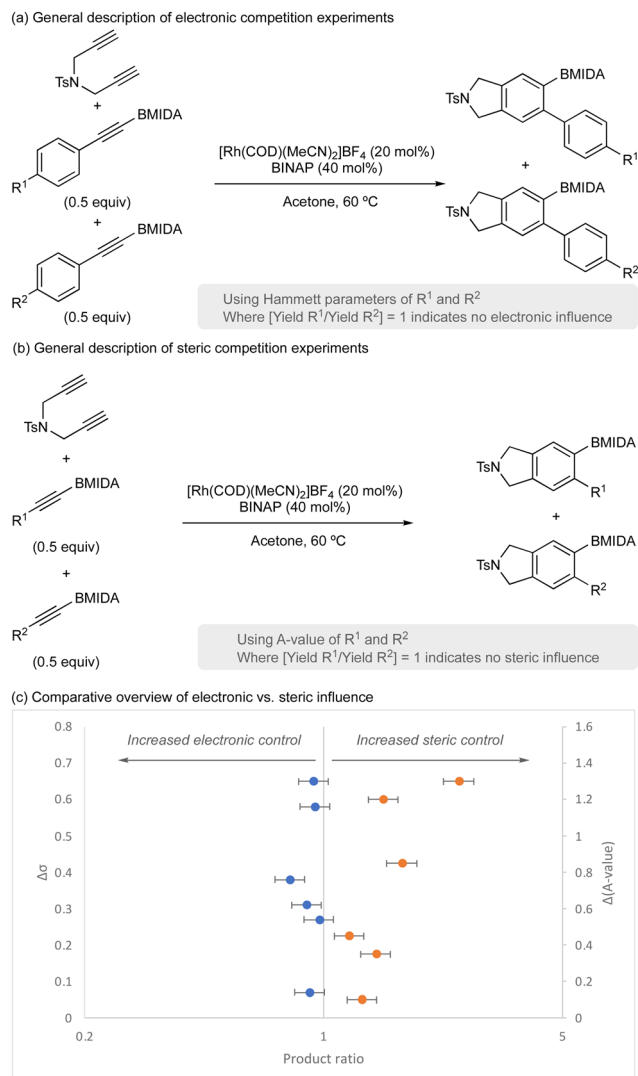 (a) General description of electronic competition experiments
TsN
+
BMIDA
R¹
(0.5 equiv)
+
BMIDA
R²
(0.5 equiv)
[Rh(COD)(MeCN)₂]BF₄ (20 mol%)
BINAP (40 mol%)
Acetone, 60 ºC
BMIDA
TsN
R¹
+
BMIDA
TsN
R²
Using Hammett parameters of R¹ and R²
Where [Yield R¹/Yield R²] = 1 indicates no electronic influence
(b) General description of steric competition experiments
TsN
+
BMIDA
R¹
(0.5 equiv)
+
BMIDA
R²
(0.5 equiv)
[Rh(COD)(MeCN)₂]BF₄ (20 mol%)
BINAP (40 mol%)
Acetone, 60 ºC
BMIDA
TsN
R¹
+
BMIDA
TsN
R²
Using A-value of R¹ and R²
Where [Yield R¹/Yield R²] = 1 indicates no steric influence
(c) Comparative overview of electronic vs. steric influence
Increased electronic control
Increased steric control
0.8
0.7
0.6
0.5
0.4
0.3
0.2
0.1
0
Δσ
1.6
1.4
1.2
1
0.8
0.6
0.4
0.2
0
Δ(A-value)
0.2
1
5
Product ratio